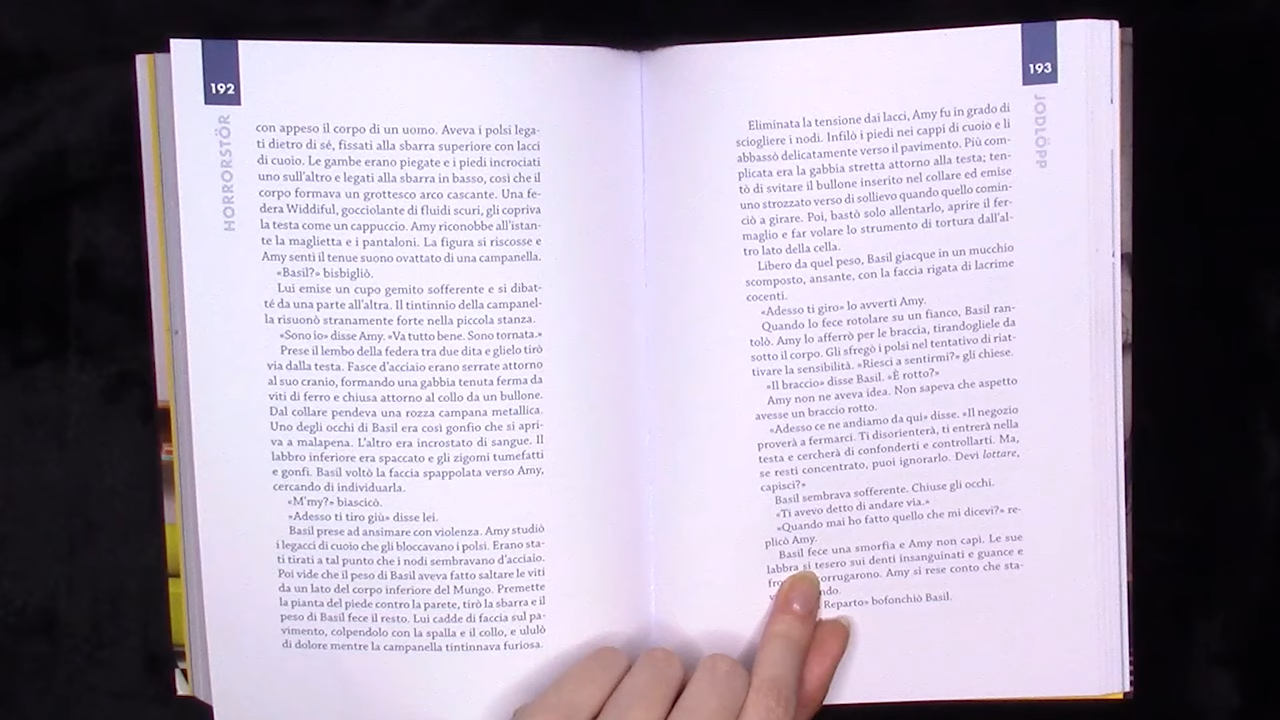 192
HORRORSTÖR
con appeso il corpo di un uomo. Aveva i polsi lega-
ti dietro di sé, fissati alla sbarra superiore con lacci
di cuoio. Le gambe erano piegate e i piedi incrociati
uno sull'altro e legati alla sbarra in basso, così che il
corpo formava un grottesco arco cascante. Una fe-
dera Widdiful, gocciolante di fluidi scuri, gli copriva
la testa come un cappuccio. Amy riconobbe all'istan-
te la maglietta e i pantaloni. La figura si riscosse e
Amy sentì il tenue suono ovattato di una campanella.
«Basil?» bisbigliò.
Lui emise un cupo gemito sofferente e si dibat-
té da una parte all'altra. Il tintinnio della campanel-
la risuonò stranamente forte nella piccola stanza.
«Sono io» disse Amy. «Va tutto bene. Sono tornata.»
Prese il lembo della federa tra due dita e glielo tirò
via dalla testa. Fasce d'acciaio erano serrate attorno
al suo cranio, formando una gabbia tenuta ferma da
viti di ferro e chiusa attorno al collo da un bullone.
Dal collare pendeva una rozza campana metallica.
Uno degli occhi di Basil era così gonfio che si apri-
va a malapena. L'altro era incrostato di sangue. Il
labbro inferiore era spaccato e gli zigomi tumefatti
e gonfi. Basil voltò la faccia spappolata verso Amy,
cercando di individuarla.
«M'my?» biascicò.
«Adesso ti tiro giù» disse lei.
Basil prese ad ansimare con violenza. Amy studiò
i legacci di cuoio che gli bloccavano i polsi. Erano sta-
ti tirati a tal punto che i nodi sembravano d'acciaio.
Poi vide che il peso di Basil aveva fatto saltare le viti
da un lato del corpo inferiore del Mungo. Premette
la pianta del piede contro la parete, tirò la sbarra e il
peso di Basil fece il resto. Lui cadde di faccia sul pa-
vimento, colpendolo con la spalla e il collo, e ululò
di dolore mentre la campanella tintinnava furiosa.
193
JODLÖPP
Eliminata la tensione dai lacci, Amy fu in grado di
sciogliere i nodi. Infilò i piedi nei cappi di cuoio e li
abbassò delicatamente verso il pavimento. Più com-
plicata era la gabbia stretta attorno alla testa; ten-
tò di svitare il bullone inserito nel collare ed emise
uno strozzato verso di sollievo quando quello comin-
ciò a girare. Poi, bastò solo allentarlo, aprire il fer-
maglio e far volare lo strumento di tortura dall'al-
tro lato della cella.
Libero da quel peso, Basil giacque in un mucchio
scomposto, ansante, con la faccia rigata di lacrime
cocenti.
«Adesso ti giro» lo avvertì Amy.
Quando lo fece rotolare su un fianco, Basil ran-
tolò. Amy lo afferrò per le braccia, tirandogliele da
sotto il corpo. Gli sfregò i polsi nel tentativo di riat-
tivare la sensibilità. «Riesci a sentirmi?» gli chiese.
«Il braccio» disse Basil. «È rotto?»
Amy non ne aveva idea. Non sapeva che aspetto
avesse un braccio rotto.
«Adesso ce ne andiamo da qui» disse. «Il negozio
proverà a fermarci. Ti disorienterà, ti entrerà nella
testa e cercherà di confonderti e controllarti. Ma,
se resti concentrato, puoi ignorarlo. Devi lottare,
capisci?»
Basil sembrava sofferente. Chiuse gli occhi.
«Ti avevo detto di andare via.»
«Quando mai ho fatto quello che mi dicevi?» re-
plicò Amy.
Basil fece una smorfia e Amy non capì. Le sue
labbra si tesero sui denti insanguinati e guance e
corrugarono. Amy si rese conto che sta-
Reparto» bofonchiò Basil.